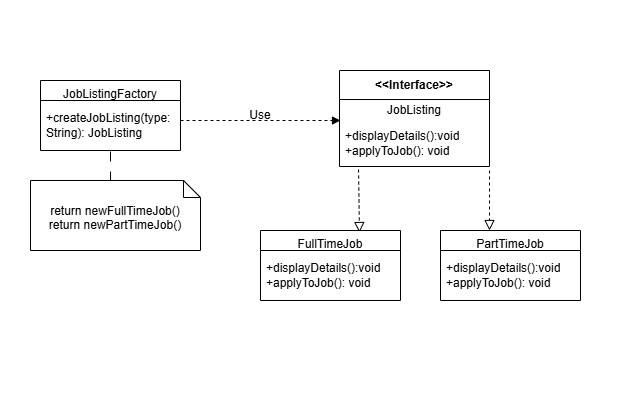 JobListingFactory
+createJobListing(type:
String): JobListing
Use
<<Interface>>
JobListing
+displayDetails():void
+applyToJob(): void
return newFullTimeJob()
return newPartTimeJob()
FullTimeJob
+displayDetails():void
+applyToJob(): void
PartTimeJob
+displayDetails():void
+applyToJob(): void